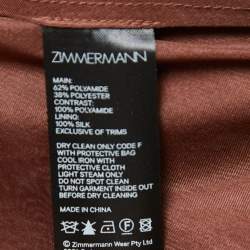 ZIMMERMANN
MAIN:
62% POLYAMIDE
38% POLYESTER
CONTRAST:
100% POLYAMIDE
LINING:
100% SILK
EXCLUSIVE OF TRIMS
DRY CLEAN ONLY CODE F
WITH PROTECTIVE BAG
COOL IRON WITH
PROTECTIVE CLOTH
LIGHT STEAM ONLY
DO NOT SPOT CLEAN
TURN GARMENT INSIDE OUT
BEFORE DRY CLEANING
MADE IN CHINA
© Zimmermann Wear Pty Ltd.